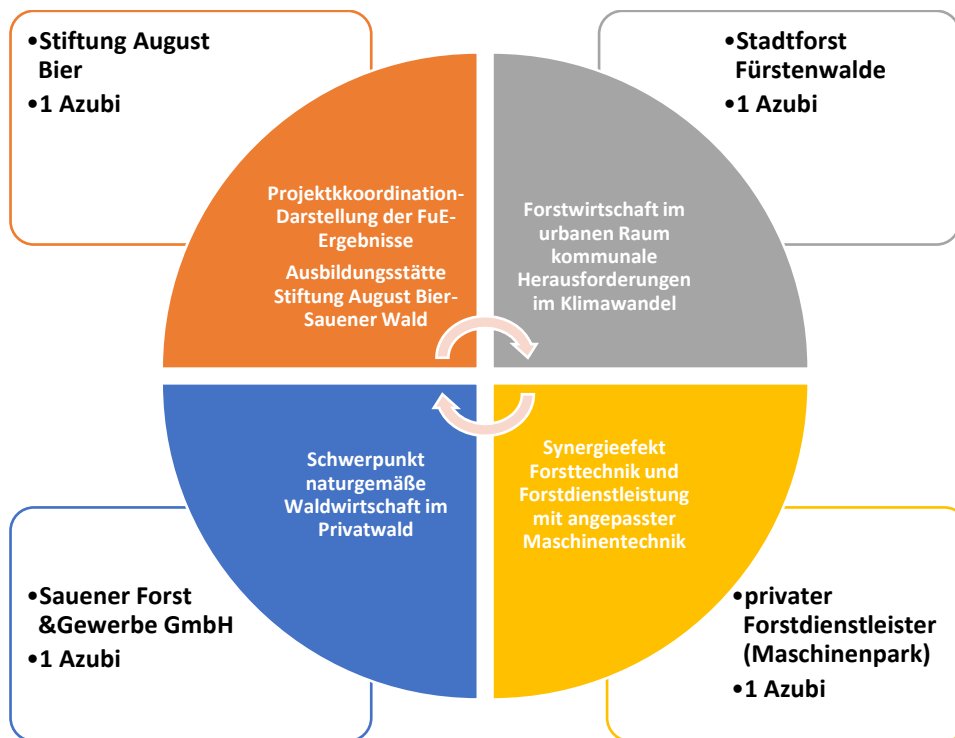 •Stiftung August
Bier
•1 Azubi
•Stadtforst
Fürstenwalde
•1 Azubi
Projektkkoordination-
Darstellung der FuE-
Ergebnisse
Ausbildungsstätte
Stiftung August Bier-
Sauener Wald
Forstwirtschaft im
urbanen Raum
kommunale
Herausforderungen
im Klimawandel
Schwerpunkt
naturgemäße
Waldwirtschaft im
Privatwald
Synergieefekt
Forsttechnik und
Forstdienstleistung
mit angepasster
Maschinentechnik
•Sauener Forst
&Gewerbe GmbH
•1 Azubi
•privater
Forstdienstleister
(Maschinenpark)
•1 Azubi